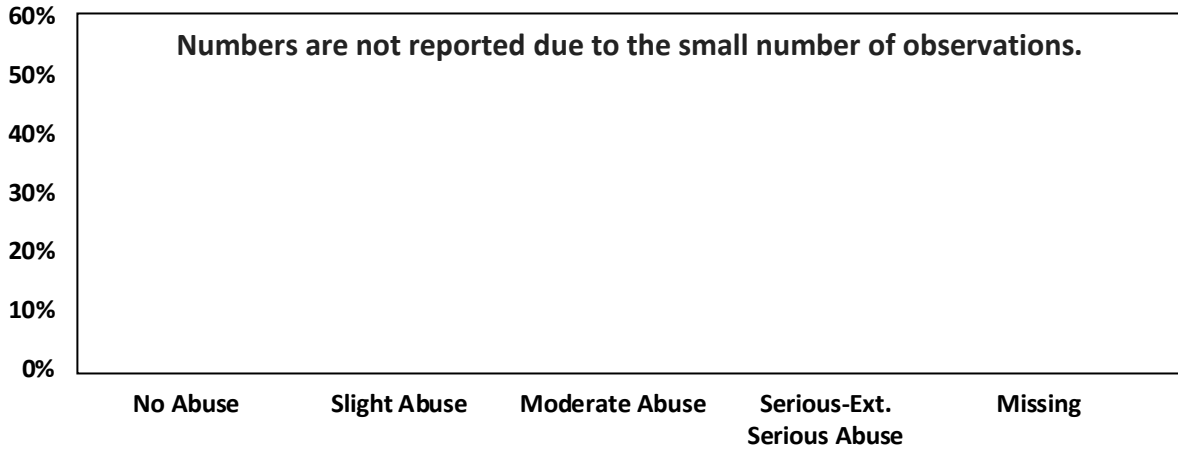 60%
Numbers are not reported due to the small number of observations.
50%
40%
30%
20%
10%
0%
No Abuse
Slight Abuse
Moderate Abuse
Serious-Ext.
Serious Abuse
Missing